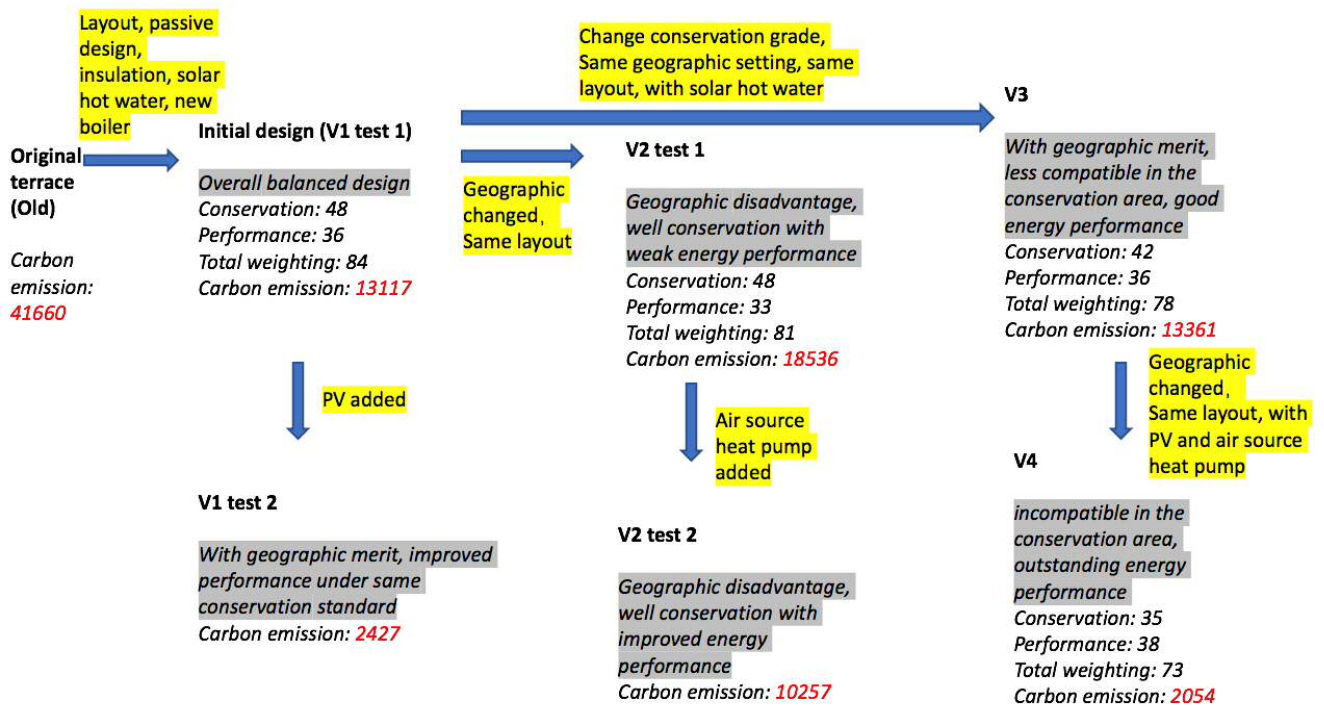 Layout, passive
design,
insulation, solar
hot water, new
boiler
Original
terrace
(Old)
Carbon
emission:
41660
Initial design (V1 test 1)
Overall balanced design
Conservation: 48
Performance: 36
Total weighting: 84
Carbon emission: 13117
Change conservation grade,
Same geographic setting, same
layout, with solar hot water
Geographic
changed,
Same layout
V2 test 1
Geographic disadvantage,
well conservation with
weak energy performance
Conservation: 48
Performance: 33
Total weighting: 81
Carbon emission: 18536
V3
With geographic merit,
less compatible in the
conservation area, good
energy performance
Conservation: 42
Performance: 36
Total weighting: 78
Carbon emission: 13361
PV added
Air source
heat pump
added
Geographic
changed,
Same layout, with
PV and air source
heat pump
V1 test 2
With geographic merit, improved
performance under same
conservation standard
Carbon emission: 2427
V2 test 2
Geographic disadvantage,
well conservation with
improved energy
performance
Carbon emission: 10257
V4
incompatible in the
conservation area,
outstanding energy
performance
Conservation: 35
Performance: 38
Total weighting: 73
Carbon emission: 2054